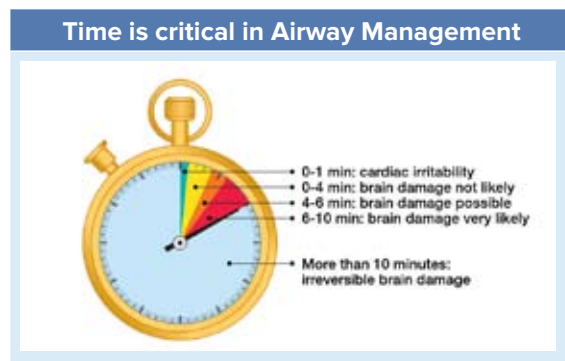 Time is critical in Airway Management
0-1 min: cardiac irritability
0-4 min: brain damage not likely
4-6 min: brain damage possible
6-10 min: brain damage very likely
More than 10 minutes:
irreversible brain damage